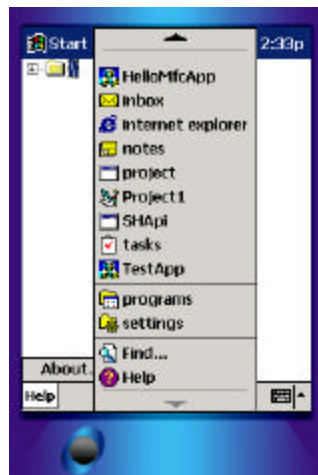 Start 2:33p
HelloMfcApp
inbox
internet explorer
notes
project
Project1
SHApi
tasks
TestApp
programs
settings
Find...
Help
About.
Help